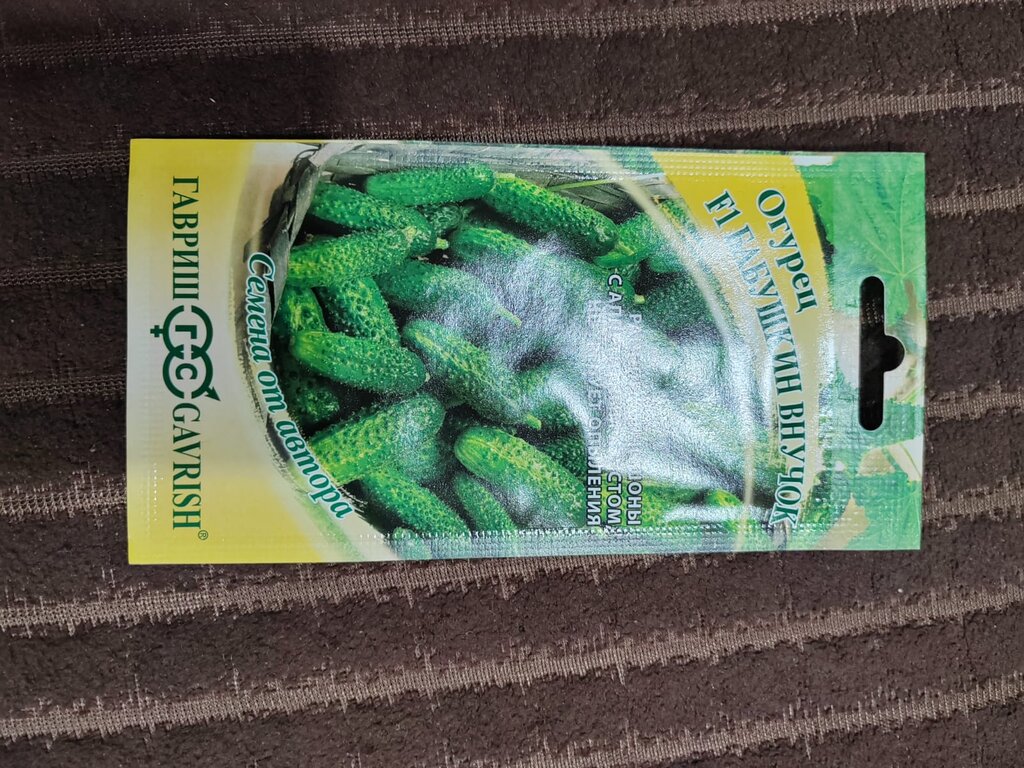 Огурец
F1 БАБУШКИН ВНУЧОК
Семена от автора
ГАВРИШ GAVRISH®